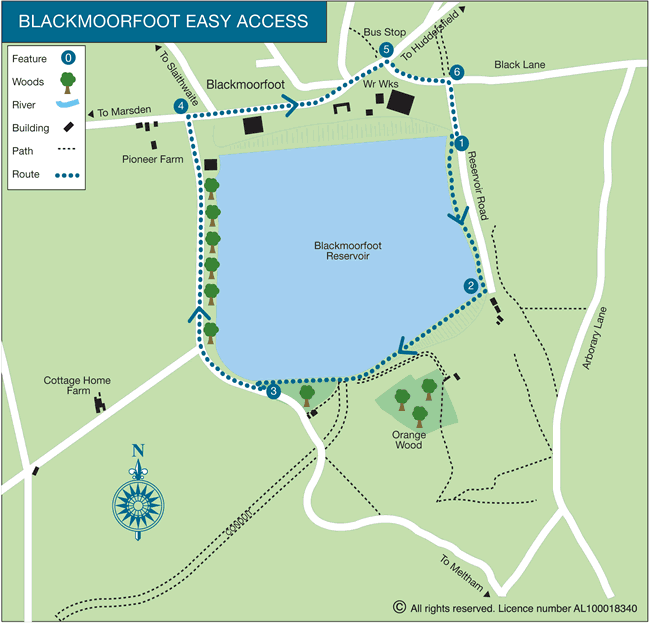 BLACKMOORFOOT EASY ACCESS
Feature 0
Woods
River
Building
Path
Route
Bus Stop
To Huddersfield
To Slaithwaite
5
6
Black Lane
Blackmoorfoot
Wr Wks
To Marsden
4
Pioneer Farm
1
Reservoir Road
Blackmoorfoot
Reservoir
2
Arborary Lane
3
Cottage Home
Farm
Orange
Wood
N
To Meltham
© All rights reserved. Licence number AL100018340